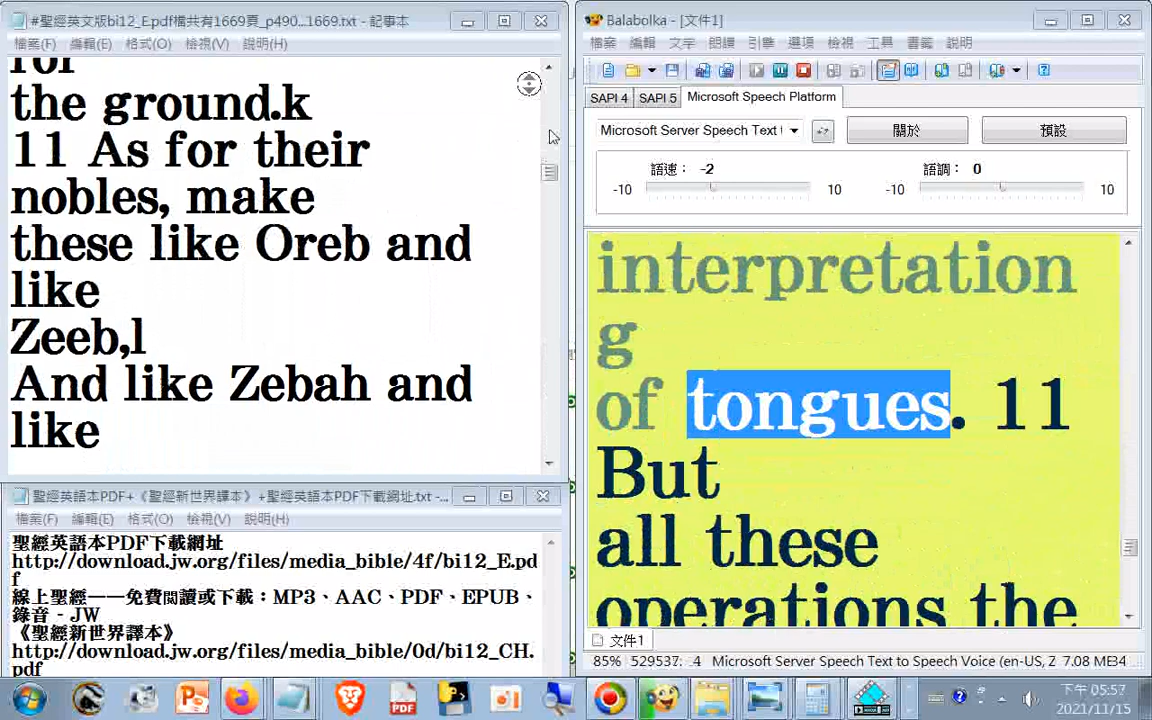 #聖經英文版bi12_E.pdf檔共有1669頁_p490...1669.txt - 記事本
檔案(F) 編輯(E) 格式(O) 檢視(V) 說明(H)
for
the ground.k
11 As for their
nobles, make
these like Oreb and
like
Zeeb,l
And like Zebah and
like
聖經英語本PDF+《聖經新世界譯本》+聖經英語本PDF下載網址.txt -...
檔案(F) 編輯(E) 格式(O) 檢視(V) 說明(H)
聖經英語本PDF下載網址
http://download.jw.org/files/media_bible/4f/bi12_E.pd
f
線上聖經——免費閱讀或下載：MP3、AAC、PDF、EPUB、
錄音 - JW
《聖經新世界譯本》
http://download.jw.org/files/media_bible/0d/bi12_CH.
pdf
Balabolka - [文件1]
檔案 編輯 文字 朗讀 引擎 選項 檢視 工具 書籤 說明
SAPI 4 SAPI 5 Microsoft Speech Platform
Microsoft Server Speech Text 關於 預設
語速： -2 語調： 0
-10 10 -10 10
interpretation
g
of tongues. 11
But
all these
operations the
文件1
85% 529537: 4 Microsoft Server Speech Text to Speech Voice (en-US, Z 7.08 ME34
下午 05:57
2021/11/15